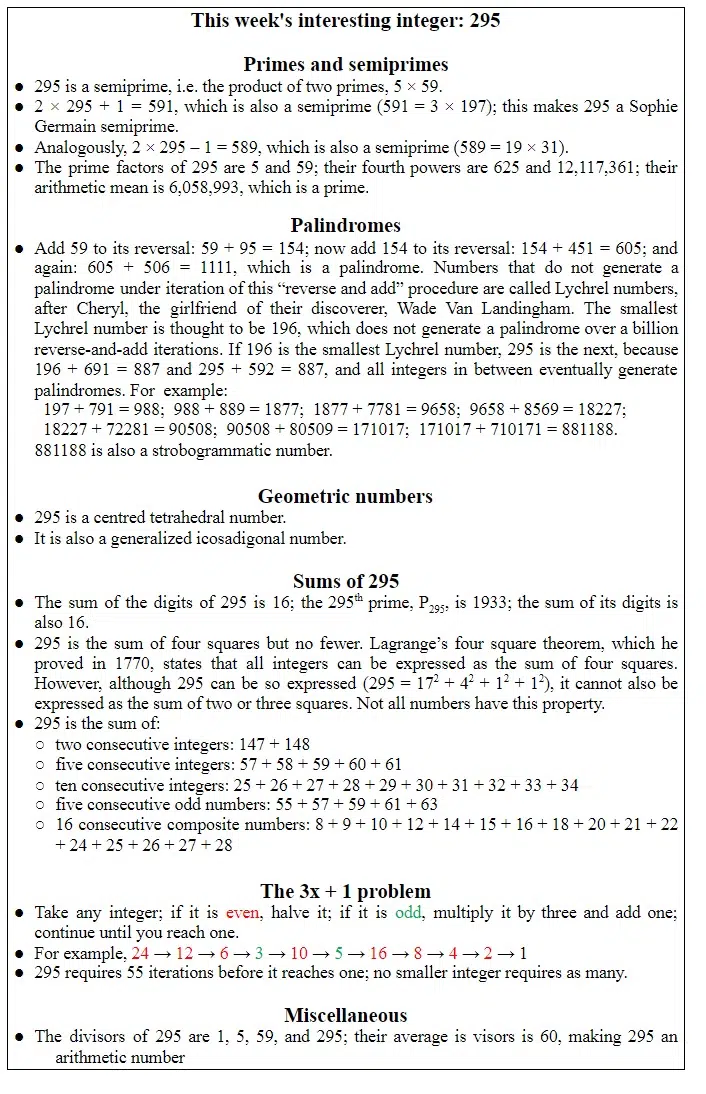 This week's interesting integer: 295
Primes and semiprimes
● 295 is a semiprime, i.e. the product of two primes, 5 × 59.
● 2 × 295 + 1 = 591, which is also a semiprime (591 = 3 × 197); this makes 295 a Sophie
Germain semiprime.
● Analogously, 2 × 295 – 1 = 589, which is also a semiprime (589 = 19 × 31).
● The prime factors of 295 are 5 and 59; their fourth powers are 625 and 12,117,361; their
arithmetic mean is 6,058,993, which is a prime.
Palindromes
● Add 59 to its reversal: 59 + 95 = 154; now add 154 to its reversal: 154 + 451 = 605; and
again: 605 + 506 = 1111, which is a palindrome. Numbers that do not generate a
palindrome under iteration of this “reverse and add” procedure are called Lychrel numbers,
after Cheryl, the girlfriend of their discoverer, Wade Van Landingham. The smallest
Lychrel number is thought to be 196, which does not generate a palindrome over a billion
reverse-and-add iterations. If 196 is the smallest Lychrel number, 295 is the next, because
196 + 691 = 887 and 295 + 592 = 887, and all integers in between eventually generate
palindromes. For example:
197 + 791 = 988; 988 + 889 = 1877; 1877 + 7781 = 9658; 9658 + 8569 = 18227;
18227 + 72281 = 90508; 90508 + 80509 = 171017; 171017 + 710171 = 881188.
881188 is also a strobogrammatic number.
Geometric numbers
● 295 is a centred tetrahedral number.
● It is also a generalized icosadigonal number.
Sums of 295
● The sum of the digits of 295 is 16; the 295th prime, P295, is 1933; the sum of its digits is
also 16.
● 295 is the sum of four squares but no fewer. Lagrange’s four square theorem, which he
proved in 1770, states that all integers can be expressed as the sum of four squares.
However, although 295 can be so expressed (295 = 17² + 4² + 1² + 1²), it cannot also be
expressed as the sum of two or three squares. Not all numbers have this property.
● 295 is the sum of:
○ two consecutive integers: 147 + 148
○ five consecutive integers: 57 + 58 + 59 + 60 + 61
○ ten consecutive integers: 25 + 26 + 27 + 28 + 29 + 30 + 31 + 32 + 33 + 34
○ five consecutive odd numbers: 55 + 57 + 59 + 61 + 63
○ 16 consecutive composite numbers: 8 + 9 + 10 + 12 + 14 + 15 + 16 + 18 + 20 + 21 + 22
+ 24 + 25 + 26 + 27 + 28
The 3x + 1 problem
● Take any integer; if it is even, halve it; if it is odd, multiply it by three and add one;
continue until you reach one.
● For example, 24 → 12 → 6 → 3 → 10 → 5 → 16 → 8 → 4 → 2 → 1
● 295 requires 55 iterations before it reaches one; no smaller integer requires as many.
Miscellaneous
● The divisors of 295 are 1, 5, 59, and 295; their average is visors is 60, making 295 an
arithmetic number